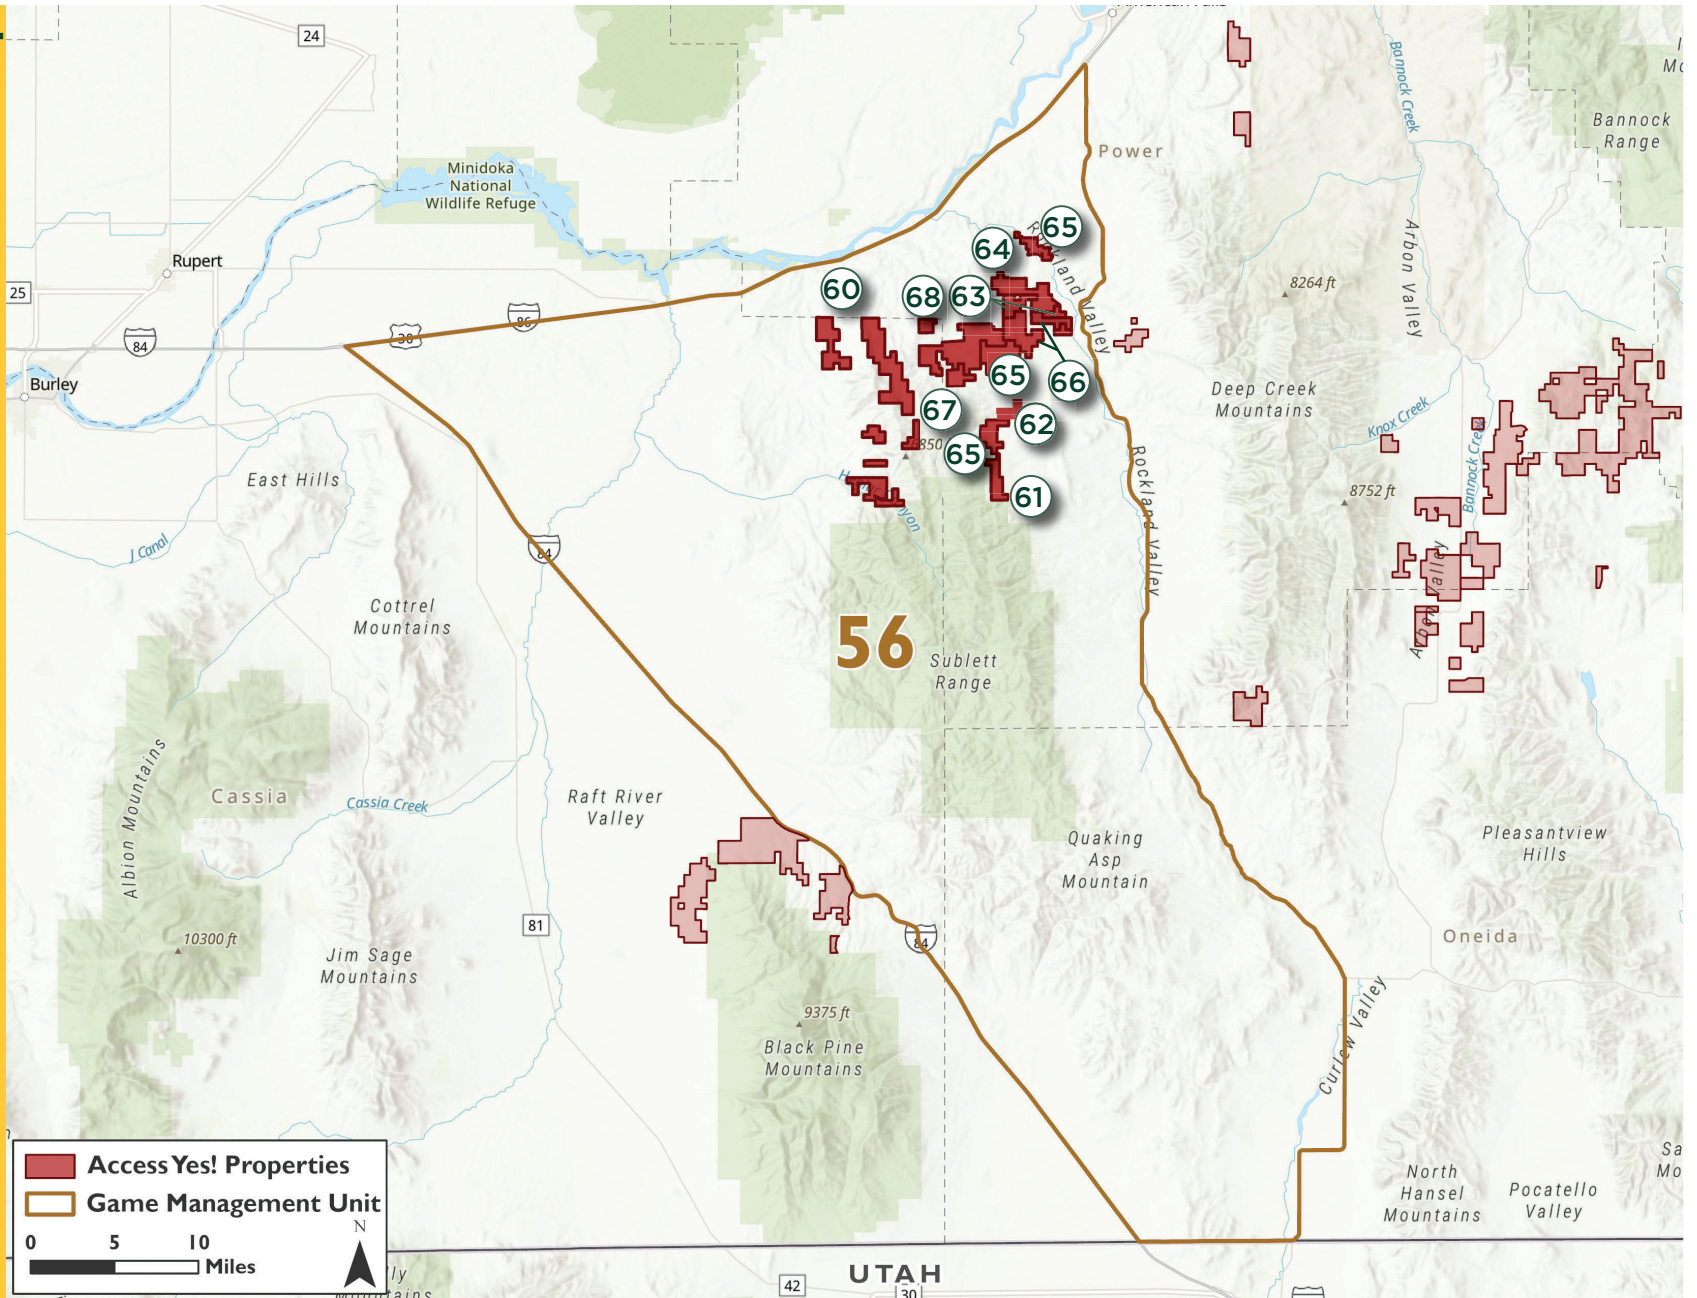 24
Bannock Creek
Bannock
Range
Power
Minidoka
National
Wildlife Refuge
Rupert
25
84
86
30
Burley
65
64
60
68
63
Rockland Valley
8264 ft
Arbon Valley
65
66
67
62
65
61
Deep Creek
Mountains
Knox Creek
Bannock Creek
8752 ft
East Hills
J Canal
84
Rockland Valley
Cottrel
Mountains
Arbon Valley
56
Sublett
Range
Albion Mountains
Cassia
Cassia Creek
Raft River
Valley
Quaking
Asp
Mountain
Pleasantview
Hills
81
10300 ft
Jim Sage
Mountains
84
Oneida
9375 ft
Black Pine
Mountains
Curlew Valley
North
Hansel
Mountains
Pocatello
Valley
Access Yes! Properties
Game Management Unit
N
0 5 10
Miles
UTAH
42
30